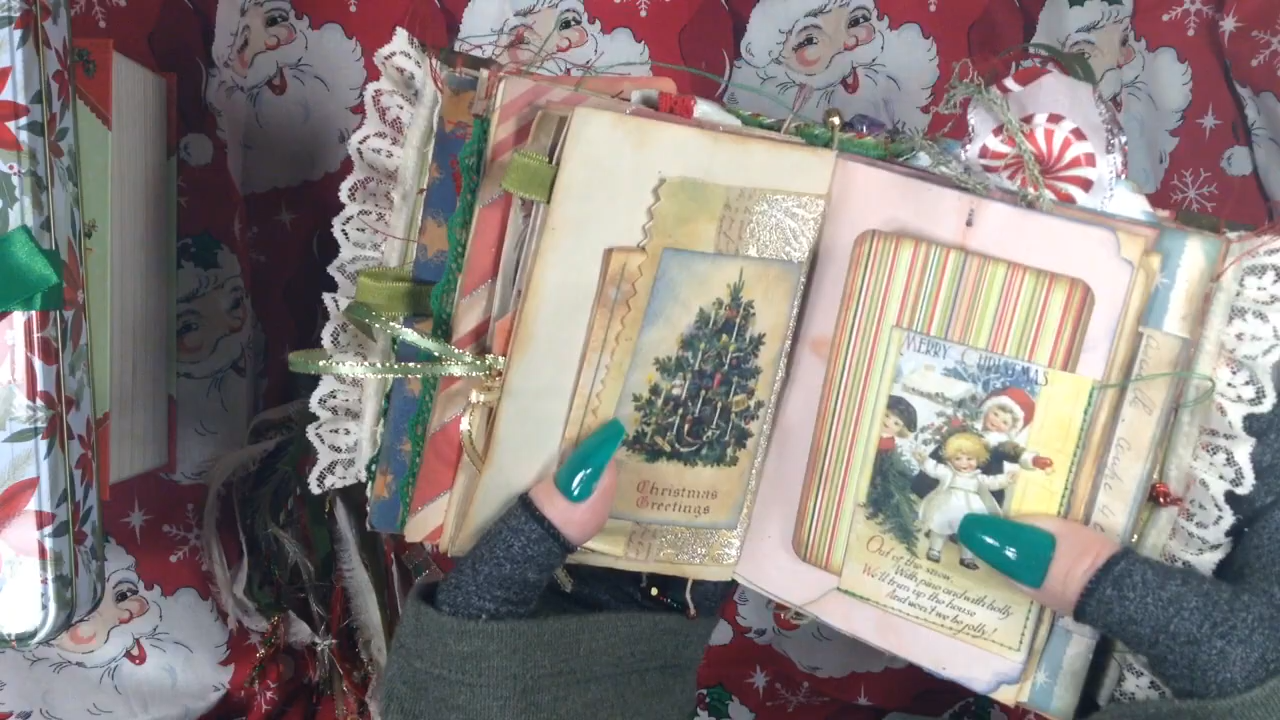 Christmas
Greetings
MERRY CHRISTMAS
Out of the snow,
With pine and with holly
We'll trim up the house
And won't we be jolly!